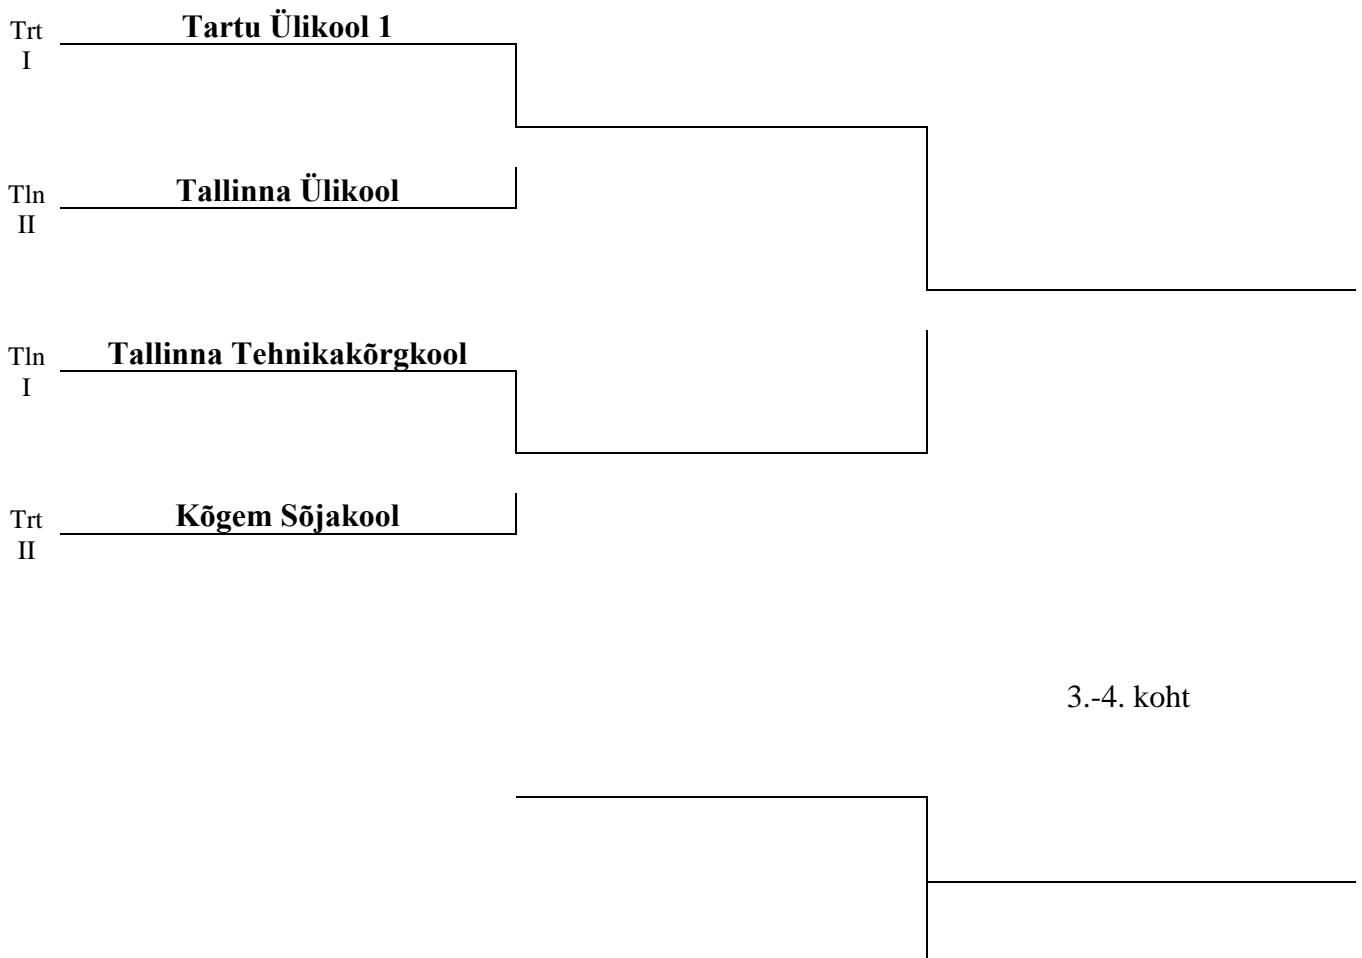 Trt
I
Tartu Ülikool 1
Tln
II
Tallinna Ülikool
Tln
I
Tallinna Tehnikakõrgkool
Trt
II
Kõgem Sõjakool
3.-4. koht